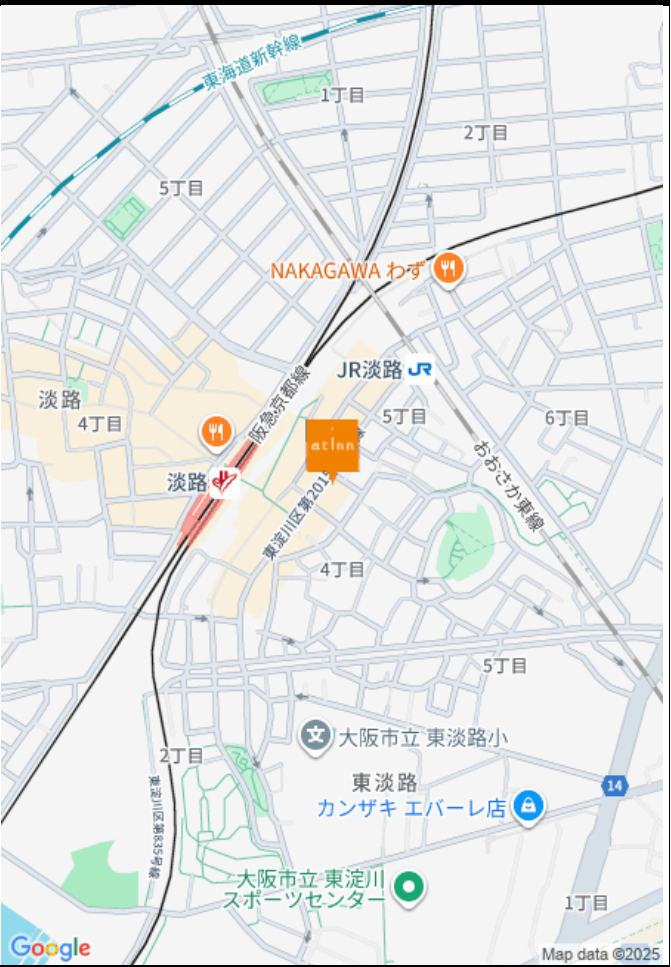 東海道新幹線
1丁目
2丁目
5丁目
NAKAGAWA わず
JR淡路
JR
阪急京都線
淡路
4丁目
5丁目
6丁目
at Inn
淡路
おおさか東線
東淀川区第2019
4丁目
5丁目
大阪市立 東淡路小
文
2丁目
東淡路
14
カンザキ エバーレ店
東淀川区第835号線
大阪市立 東淀川
スポーツセンター
1丁目
Google
Map data ©2025